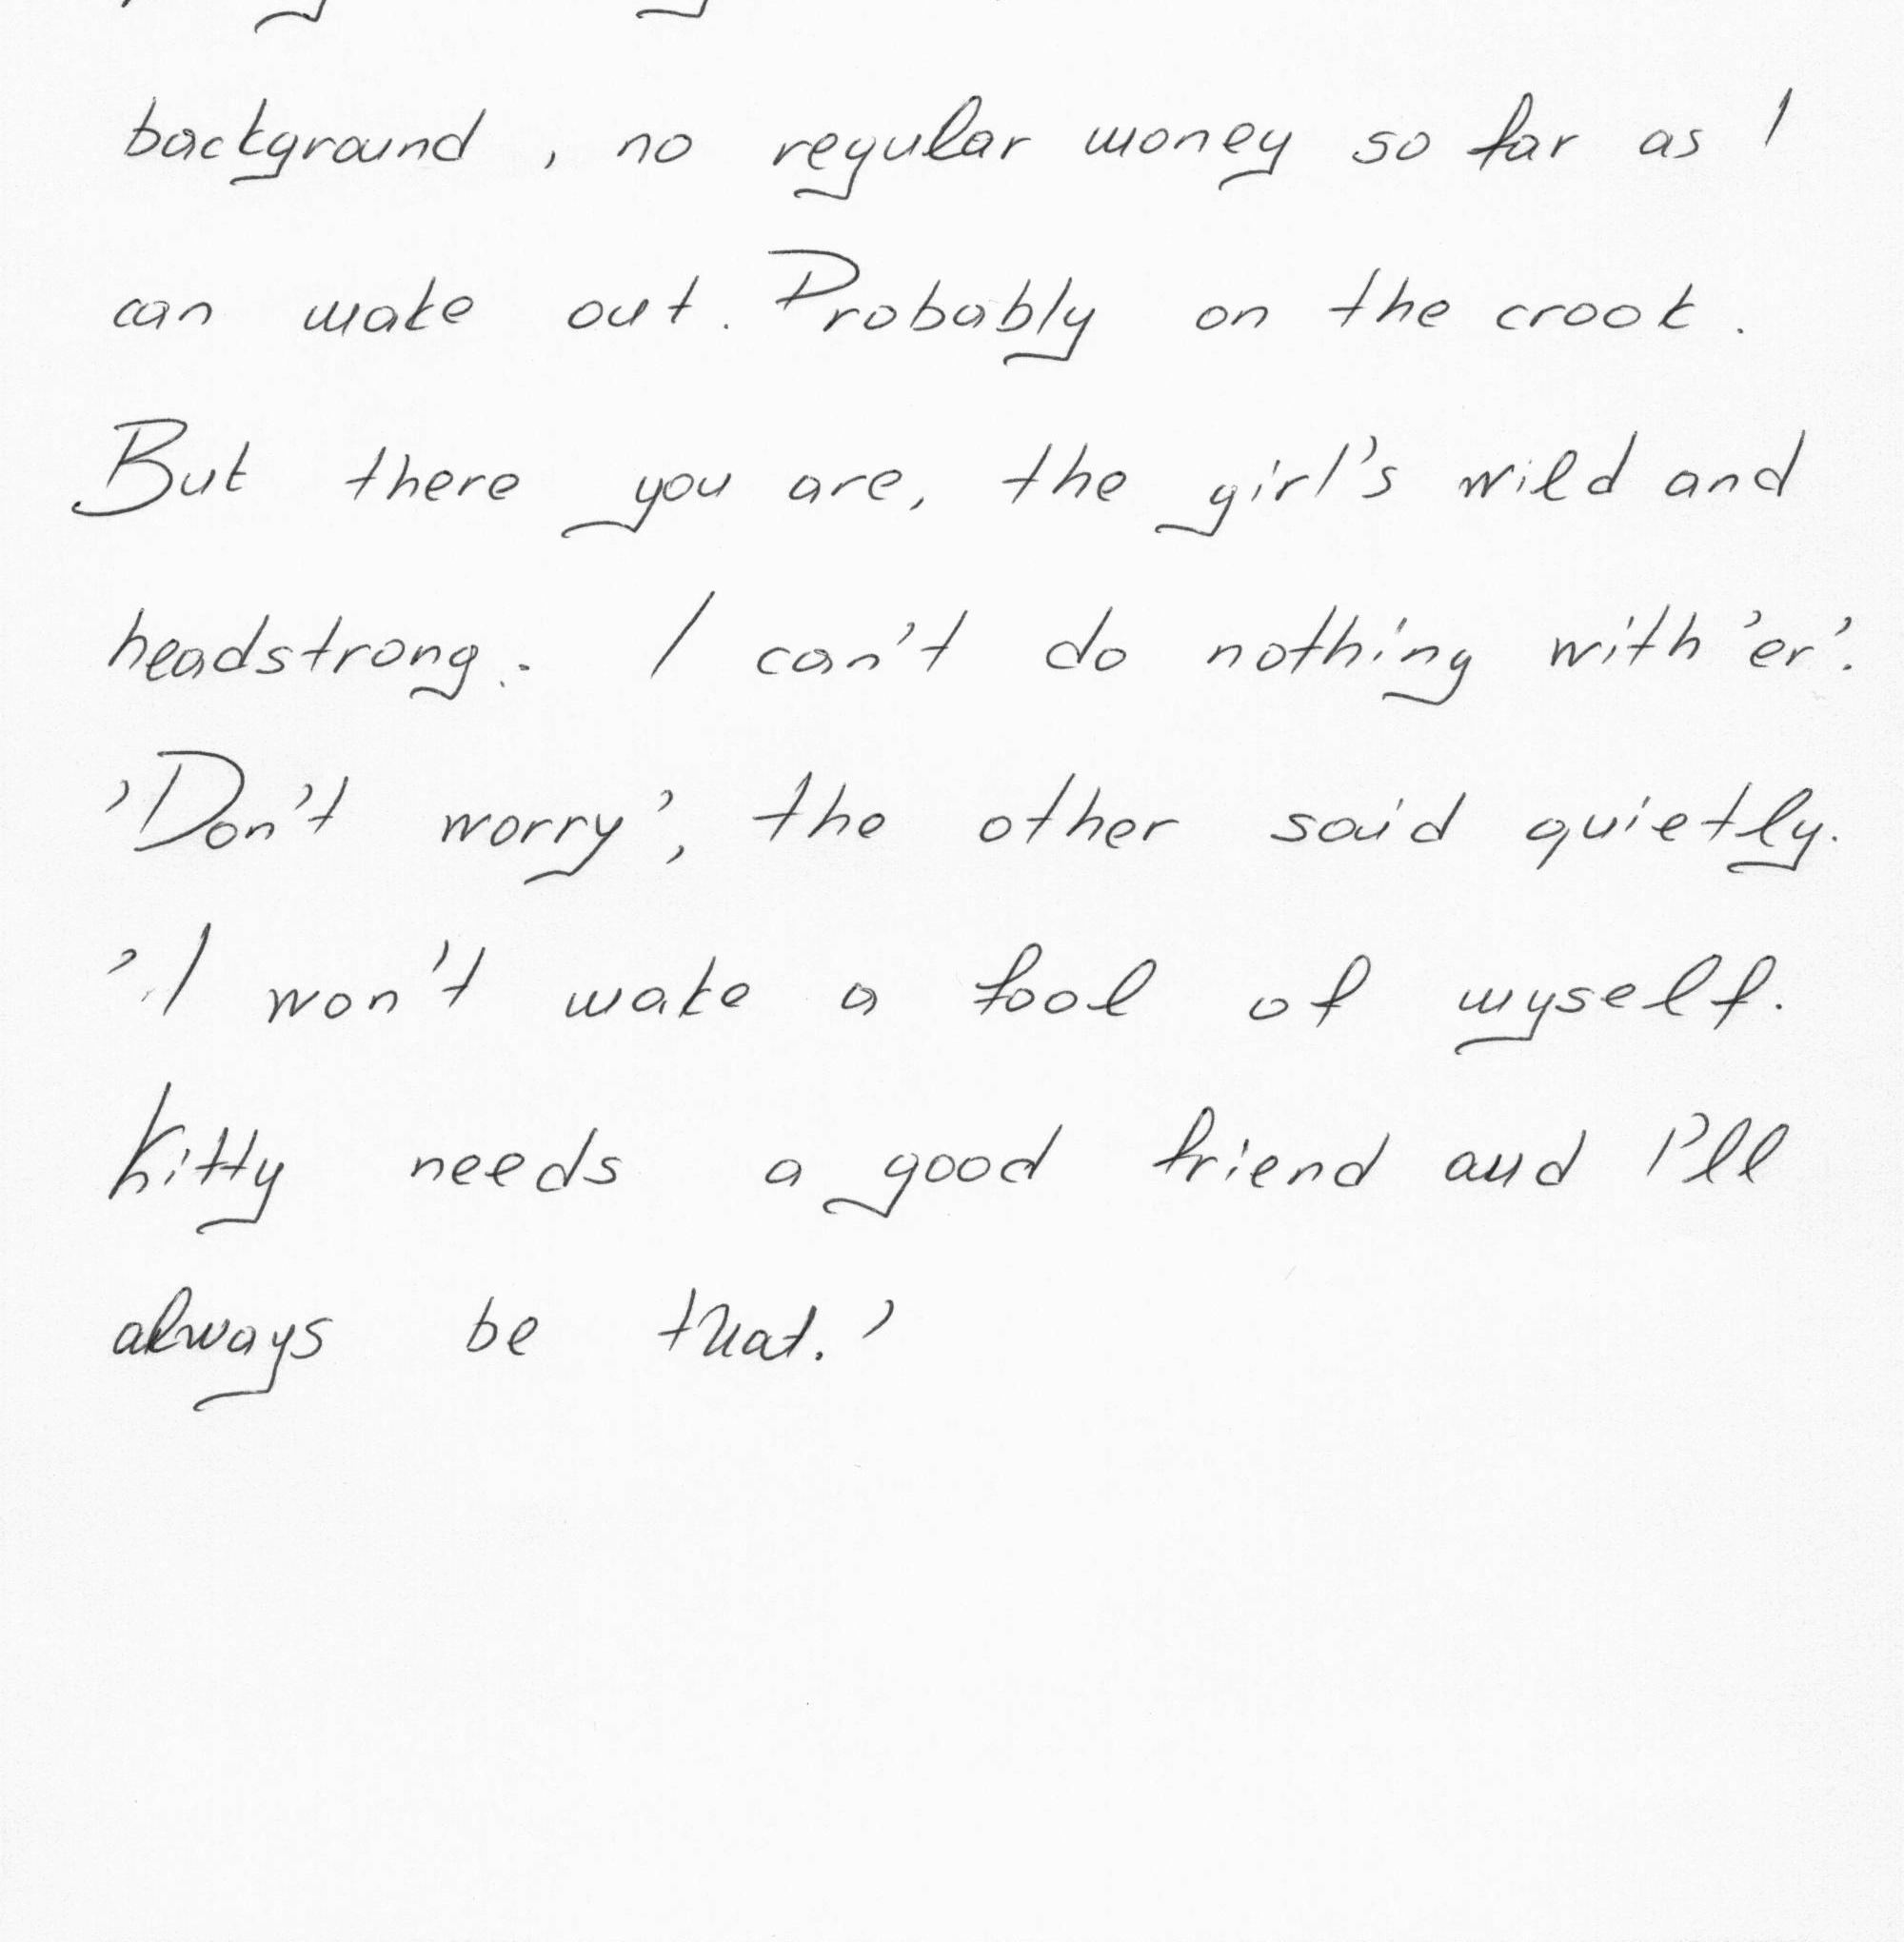 background, no regular money so far as I
can make out. Probably on the crook.
But there you are, the girl's wild and
headstrong. I can't do nothing with 'er'.
'Don't worry', the other said quietly.
'I won't make a fool of myself.
Kitty needs a good friend and I'll
always be that.'